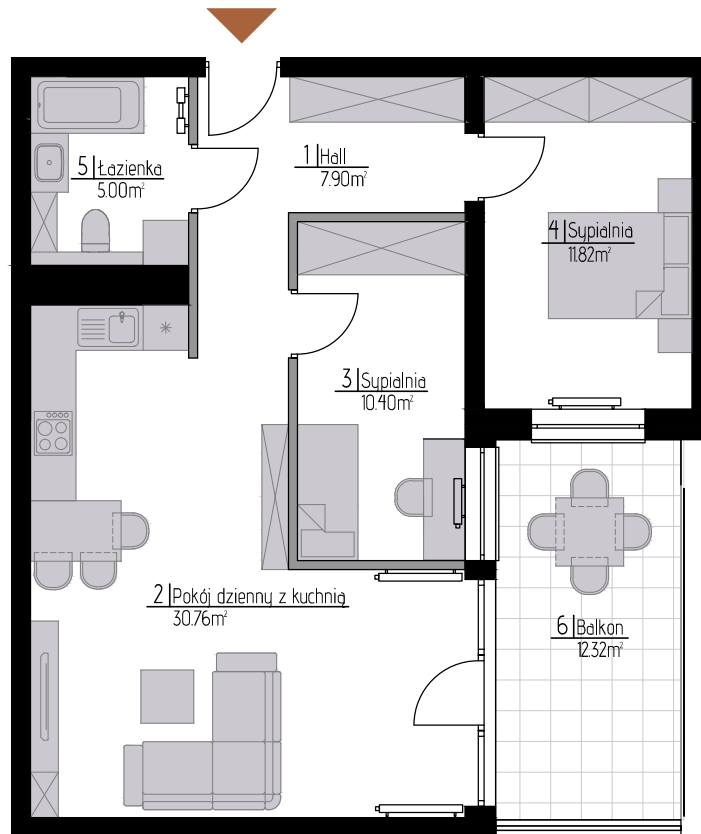 5 Łazienka
5.00m²
1 Hall
7.90m²
4 Sypialnia
11.82m²
3 Sypialnia
10.40m²
2 Pokój dzienny z kuchnią
30.76m²
6 Balkon
12.32m²